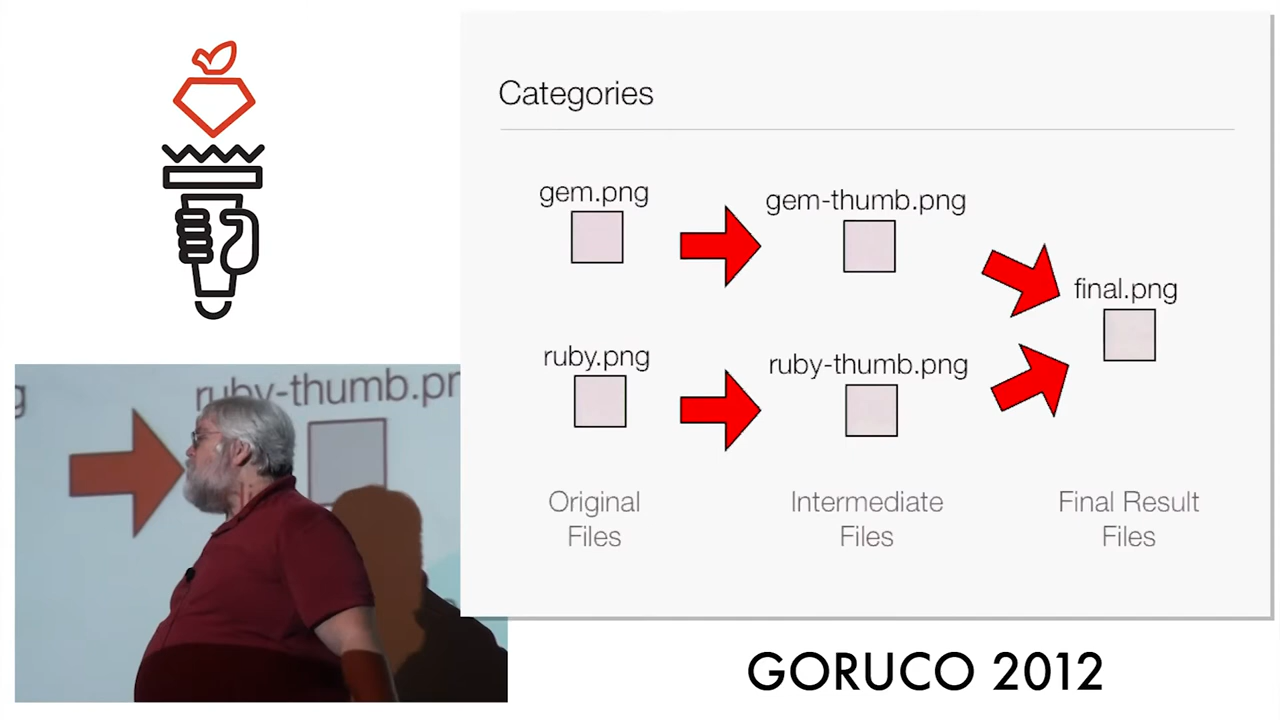 Categories
gem.png
gem-thumb.png
final.png
ruby.png
ruby-thumb.png
Original
Files
Intermediate
Files
Final Result
Files
g
ruby-thumb.pn
GORUCO 2012